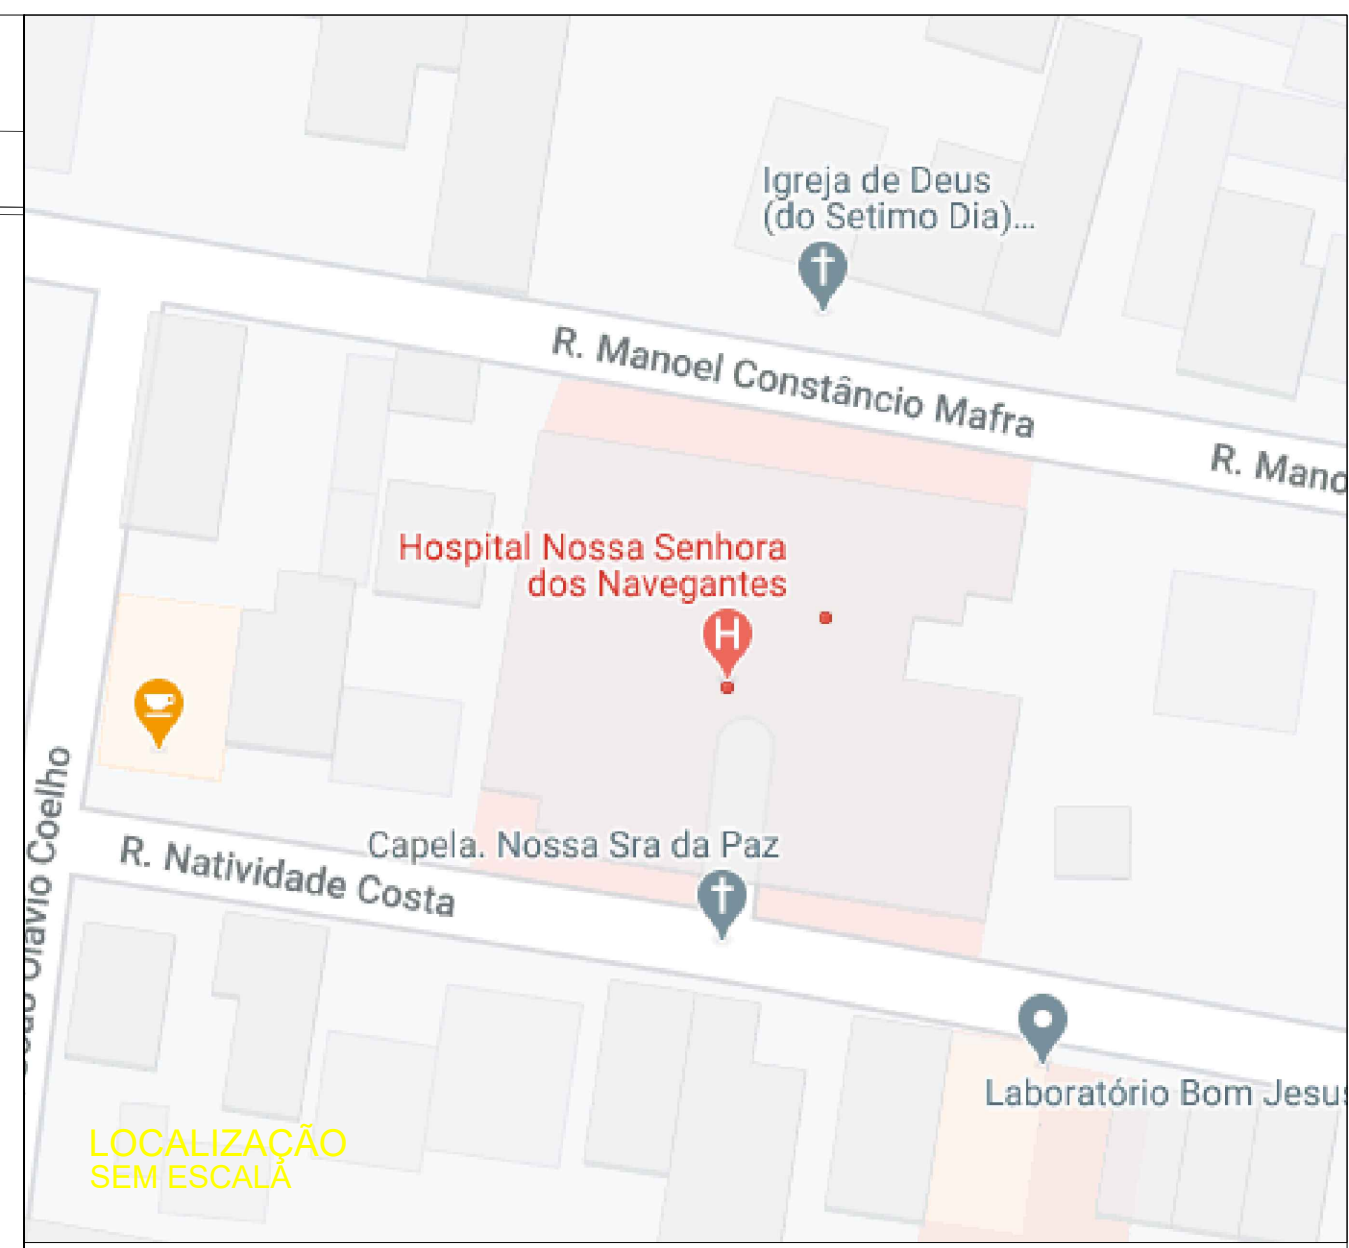 Igreja de Deus
(do Setimo Dia)...
R. Manoel Constâncio Mafra
R. Mano
Hospital Nossa Senhora
dos Navegantes
H
Capela. Nossa Sra da Paz
R. Natividade Costa
Olavio Coelho
Laboratório Bom Jesus
LOCALIZAÇÃO
SEM ESCALA